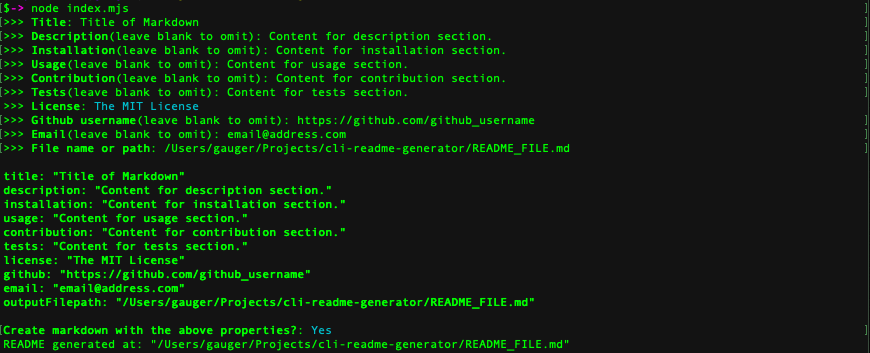 [$-> node index.mjs ]
[>>> Title: Title of Markdown ]
[>>> Description(leave blank to omit): Content for description section. ]
[>>> Installation(leave blank to omit): Content for installation section. ]
[>>> Usage(leave blank to omit): Content for usage section. ]
[>>> Contribution(leave blank to omit): Content for contribution section. ]
[>>> Tests(leave blank to omit): Content for tests section. ]
>>> License: The MIT License
[>>> Github username(leave blank to omit): https://github.com/github_username ]
[>>> Email(leave blank to omit): email@address.com ]
[>>> File name or path: /Users/gauger/Projects/cli-readme-generator/README_FILE.md ]
title: "Title of Markdown"
description: "Content for description section."
installation: "Content for installation section."
usage: "Content for usage section."
contribution: "Content for contribution section."
tests: "Content for tests section."
license: "The MIT License"
github: "https://github.com/github_username"
email: "email@address.com"
outputFilepath: "/Users/gauger/Projects/cli-readme-generator/README_FILE.md"
[Create markdown with the above properties?: Yes ]
README generated at: "/Users/gauger/Projects/cli-readme-generator/README_FILE.md"